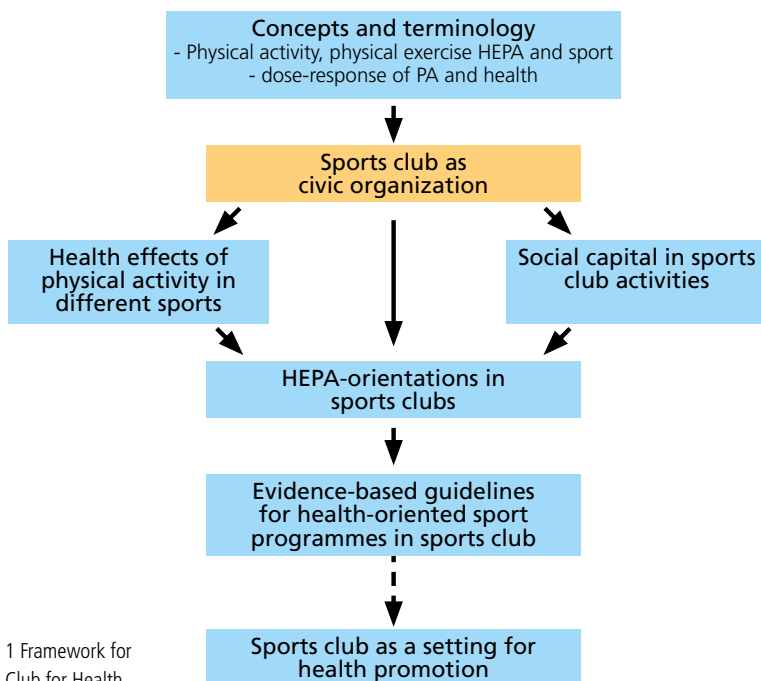 Concepts and terminology
- Physical activity, physical exercise HEPA and sport
- dose-response of PA and health
Sports club as
civic organization
Health effects of
physical activity in
different sports
Social capital in sports
club activities
HEPA-orientations in
sports clubs
Evidence-based guidelines
for health-oriented sport
programmes in sports club
Sports club as a setting for
health promotion
1 Framework for
Club for Health